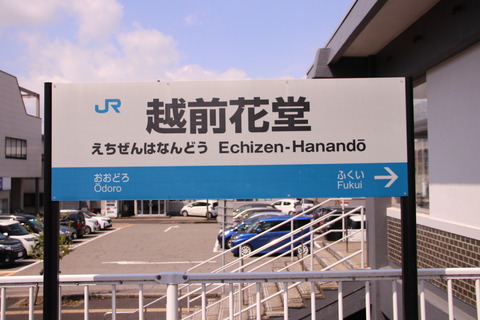 JR 越前花堂
えちぜんはなんどう Echizen-Hanandō
おおどろ ふくい
Ōdoro Fukui